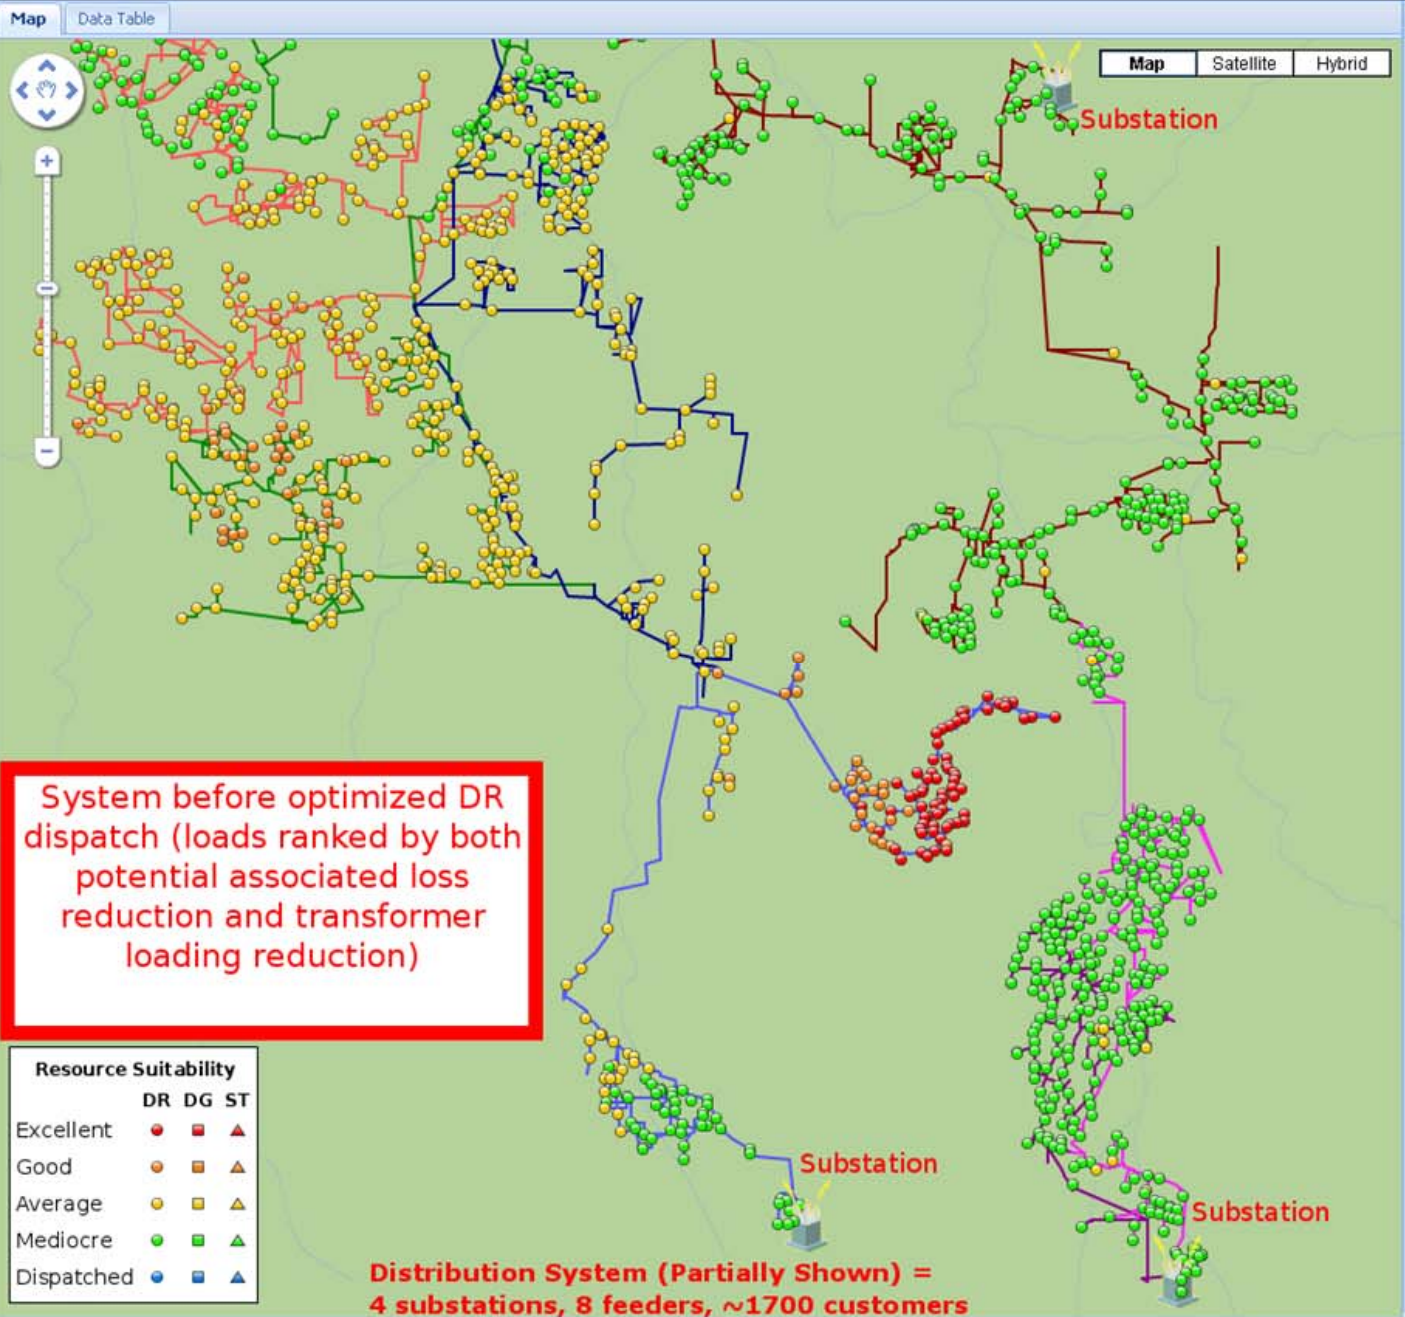 Map Data Table
Map Satellite Hybrid
Substation
System before optimized DR
dispatch (loads ranked by both
potential associated loss
reduction and transformer
loading reduction)
Resource Suitability
DR DG ST
Excellent
Good
Average
Mediocre
Dispatched
Substation
Substation
Distribution System (Partially Shown) =
4 substations, 8 feeders, ~1700 customers